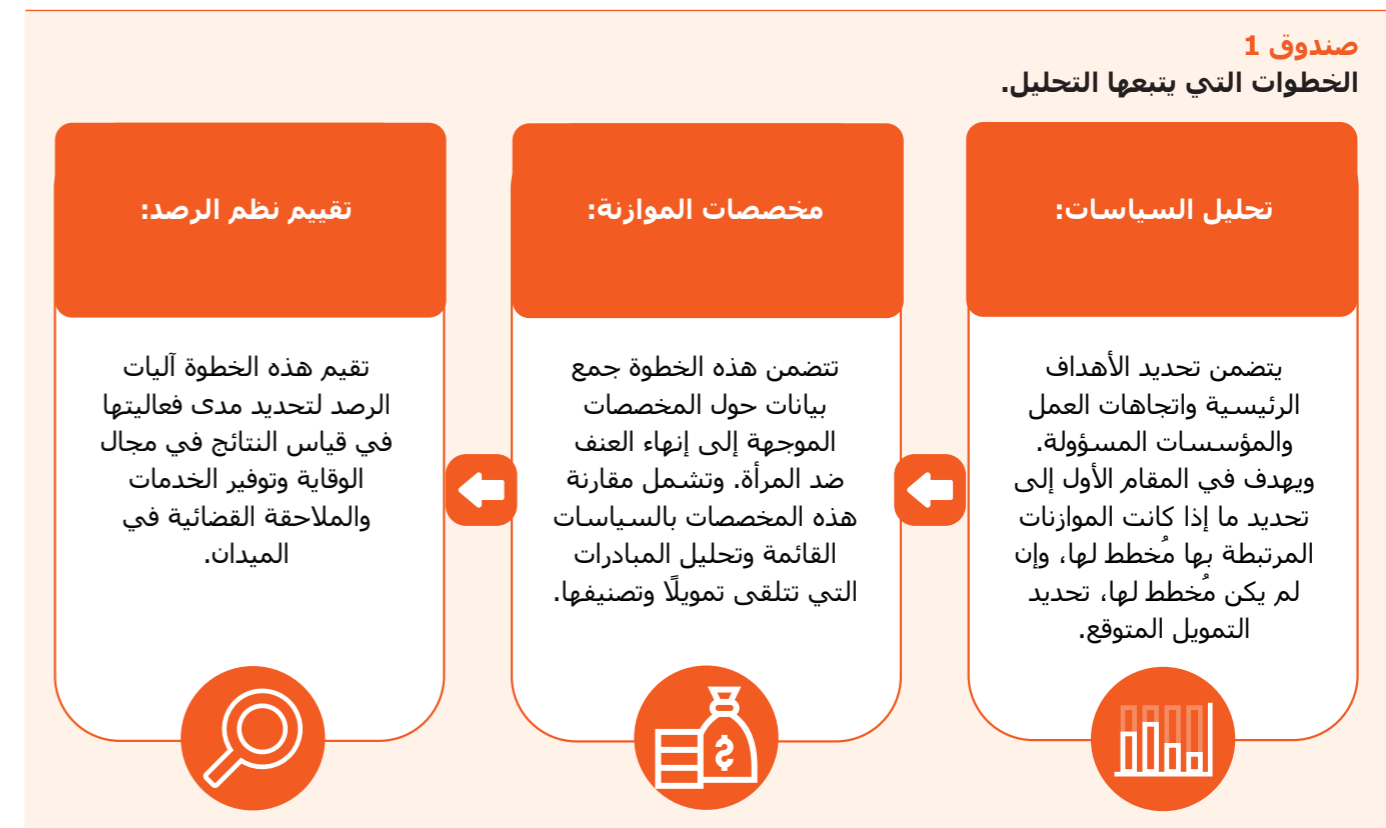 صندوق 1
الخطوات التي يتبعها التحليل.
تحليل السياسات:
يتضمن تحديد الأهداف
الرئيسية واتجاهات العمل
والمؤسسات المسؤولة.
ويهدف في المقام الأول إلى
تحديد ما إذا كانت الموازنات
المرتبطة بها مُخطط لها، وإن
لم يكن مُخطط لها، تحديد
التمويل المتوقع.
مخصصات الموازنة:
تتضمن هذه الخطوة جمع
بيانات حول المخصصات
الموجهة إلى إنهاء العنف
ضد المرأة. وتشمل مقارنة
هذه المخصصات بالسياسات
القائمة وتحليل المبادرات
التي تتلقى تمويلًا وتصنيفها.
$
تقييم نظم الرصد:
تقيم هذه الخطوة آليات
الرصد لتحديد مدى فعاليتها
في قياس النتائج في مجال
الوقاية وتوفير الخدمات
والملاحقة القضائية في
الميدان.